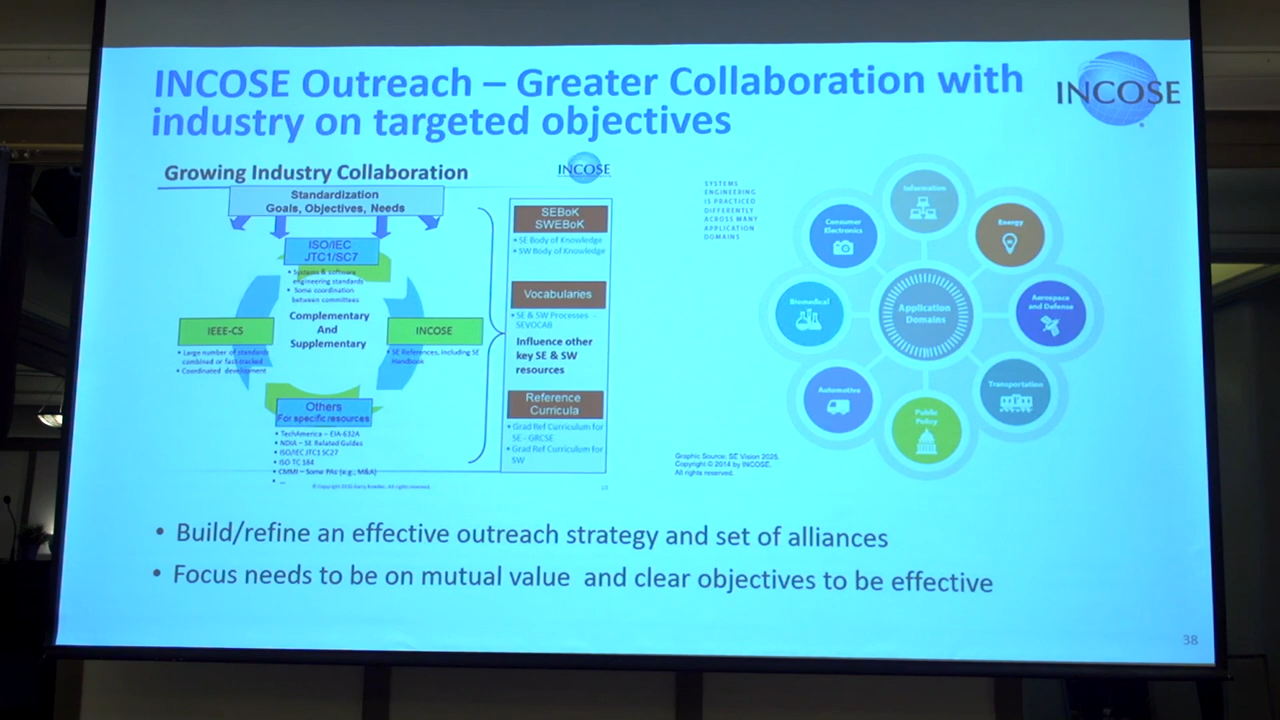 INCOSE Outreach – Greater Collaboration with
industry on targeted objectives
INCOSE
Growing Industry Collaboration
INCOSE
Standardization
Goals, Objectives, Needs
ISO/IEC
JTC1/SC7
• Systems & software
engineering standards
• Some coordination
between committees
Complementary
And
Supplementary
IEEE-CS
• Large number of standards
combined or fast-tracked
• Coordinated development
INCOSE
• SE References, including SE
Handbook
Others
For specific resources
• TechAmerica – EIA-632A
• NDIA – SE Related Guides
• ISO/IEC JTC1 SC27
• ISO TC 184
• CMMI – Some PAs (e.g., M&A)
• ...
SEBoK
SWEBoK
• SE Body of Knowledge
• SW Body of Knowledge
Vocabularies
• SE & SW Processes -
SEVOCAB
Influence other
key SE & SW
resources
Reference
Curricula
• Grad Ref Curriculum for
SE - GRCSE
• Grad Ref Curriculum for
SW
SYSTEMS
ENGINEERING
IS PRACTICED
DIFFERENTLY
ACROSS MANY
APPLICATION
DOMAINS
Information
Energy
Aerospace
and Defense
Transportation
Public
Policy
Automotive
Biomedical
Consumer
Electronics
Application
Domains
Graphic Source: SE Vision 2025.
Copyright © 2014 by INCOSE.
All rights reserved.
• Build/refine an effective outreach strategy and set of alliances
• Focus needs to be on mutual value and clear objectives to be effective
38